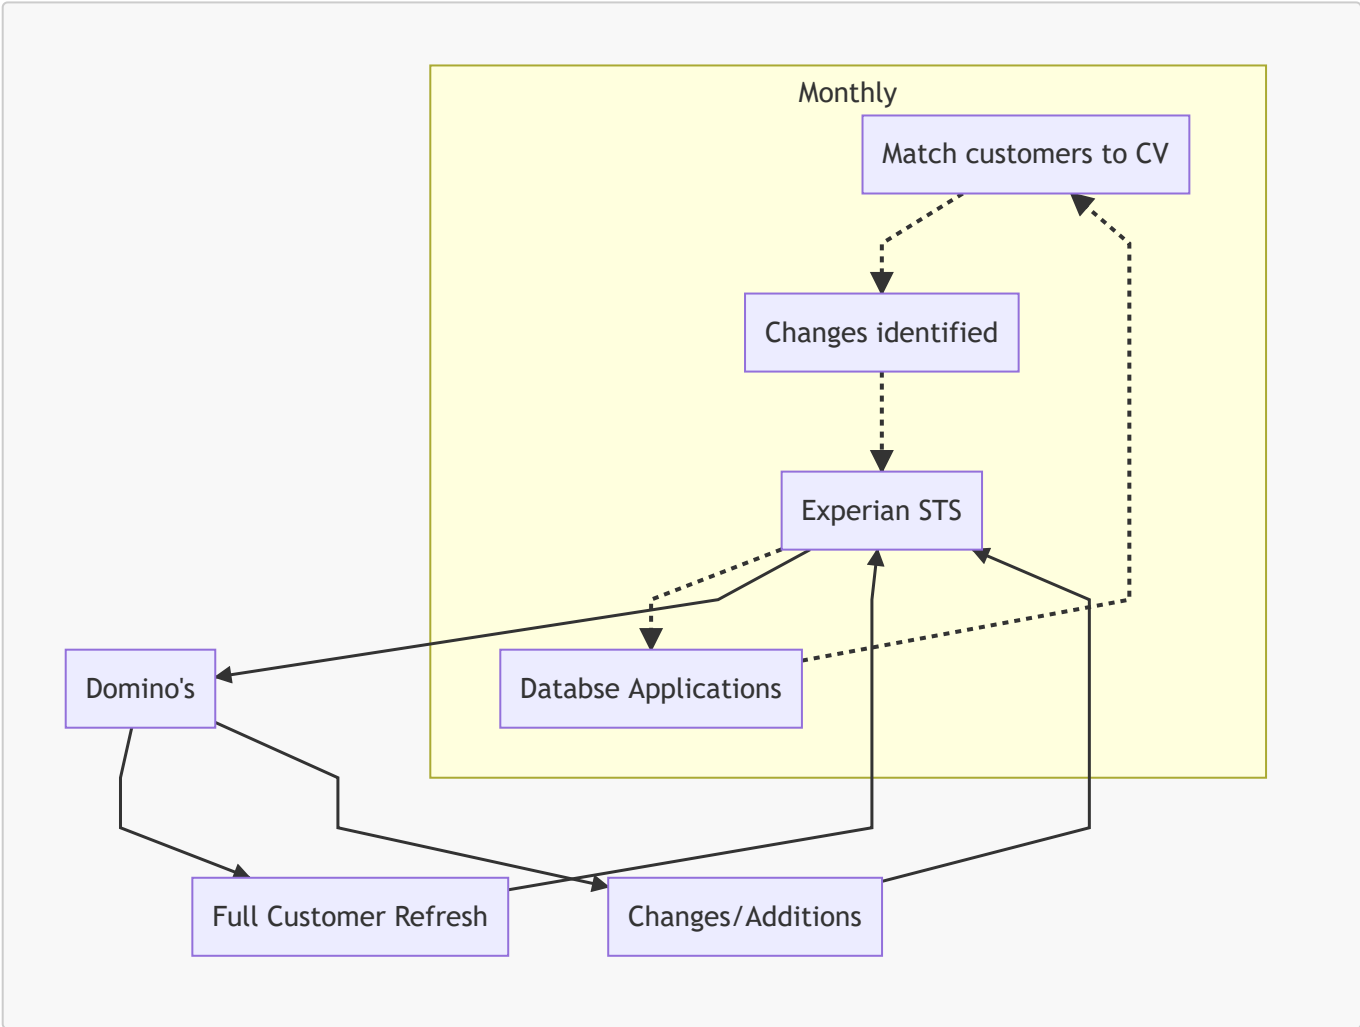 Monthly
Match customers to CV
Changes identified
Experian STS
Domino's
Databse Applications
Full Customer Refresh
Changes/Additions